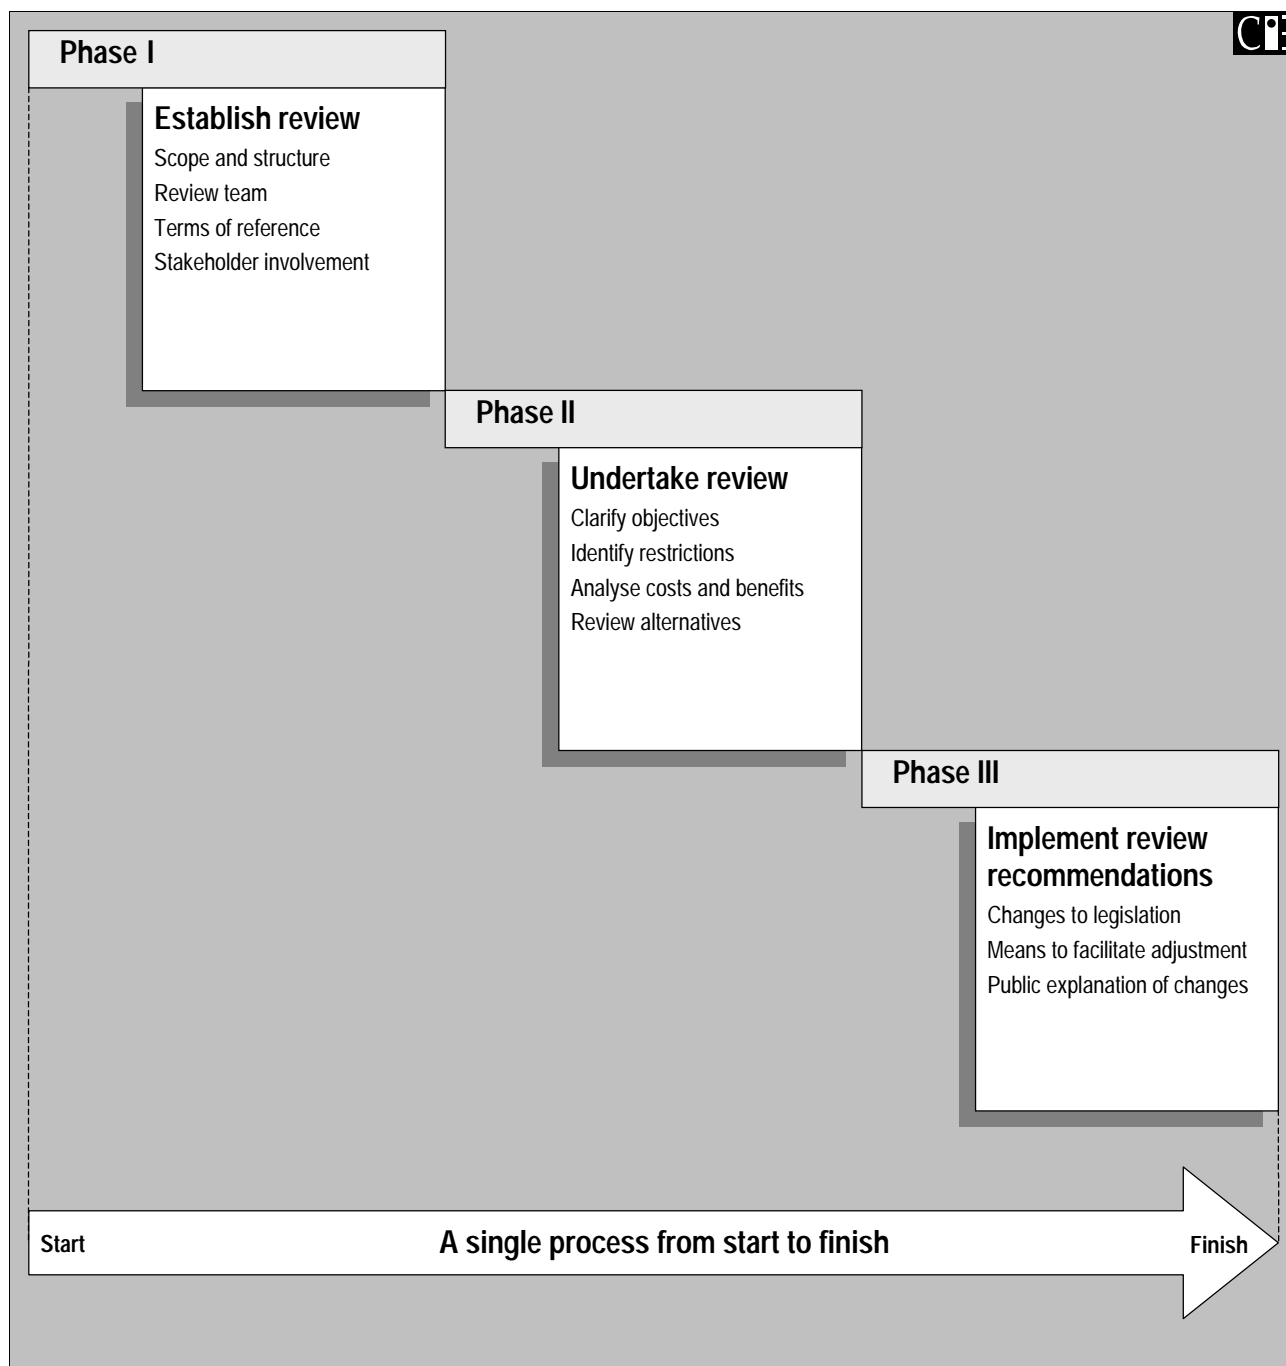 Phase I
Establish review
Scope and structure
Review team
Terms of reference
Stakeholder involvement
Phase II
Undertake review
Clarify objectives
Identify restrictions
Analyse costs and benefits
Review alternatives
Phase III
Implement review
recommendations
Changes to legislation
Means to facilitate adjustment
Public explanation of changes
Start
A single process from start to finish
Finish